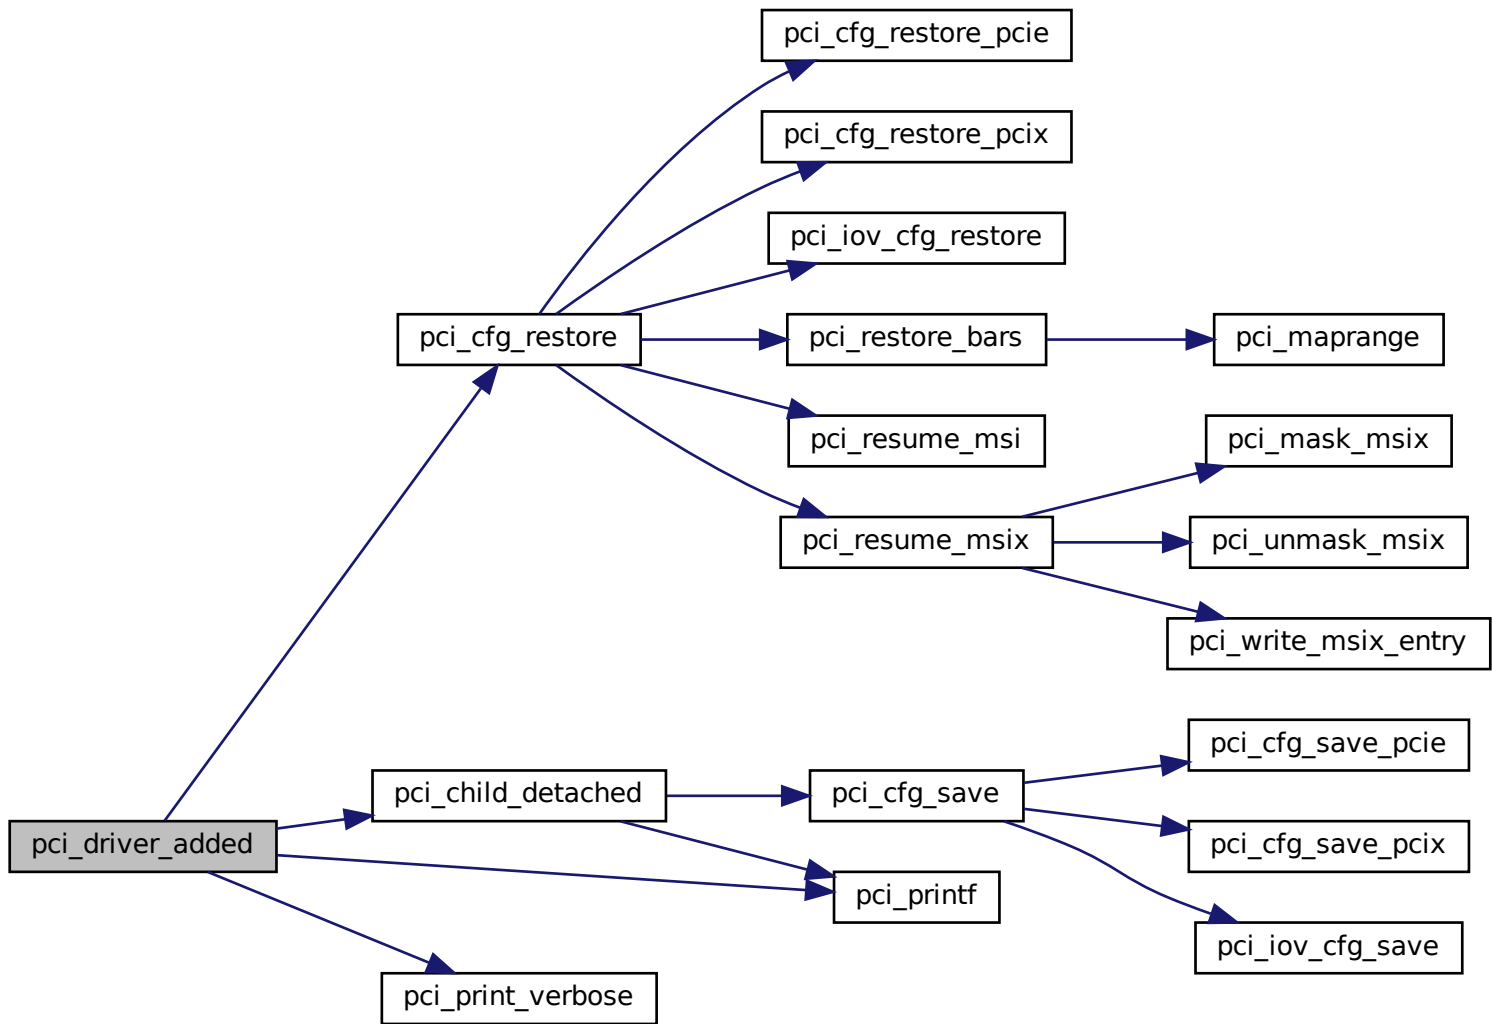 pci_cfg_restore_pcie
pci_cfg_restore_pcix
pci_iov_cfg_restore
pci_cfg_restore
pci_restore_bars
pci_maprange
pci_resume_msi
pci_mask_msix
pci_resume_msix
pci_unmask_msix
pci_write_msix_entry
pci_cfg_save_pcie
pci_child_detached
pci_cfg_save
pci_driver_added
pci_cfg_save_pcix
pci_printf
pci_iov_cfg_save
pci_print_verbose